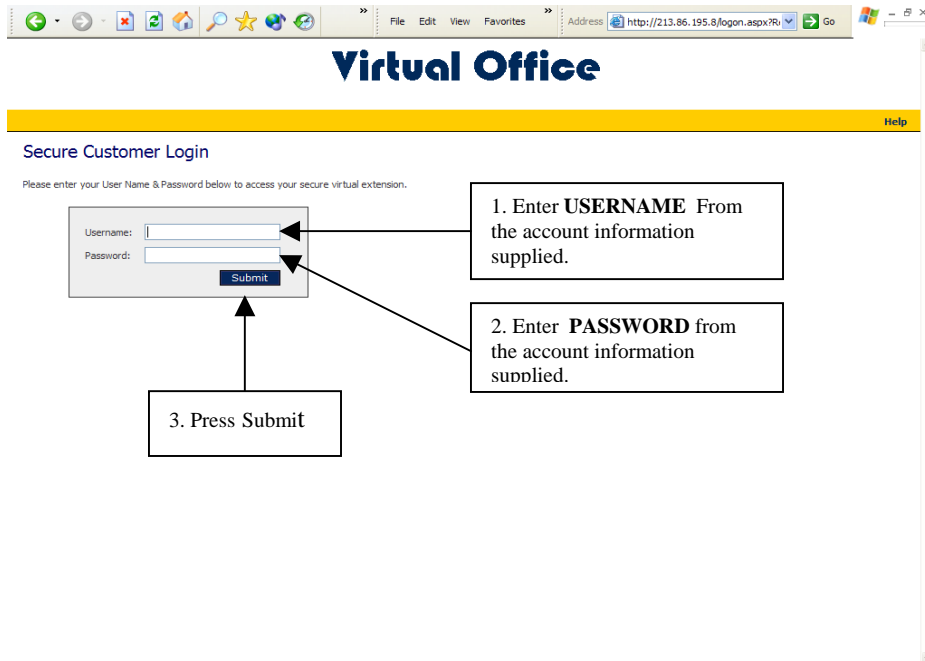 File Edit View Favorites Address http://213.86.195.8/logon.aspx?R Go
Virtual Office
Help
Secure Customer Login
Please enter your User Name & Password below to access your secure virtual extension.
Username:
Password:
Submit
1. Enter USERNAME From
the account information
supplied.
2. Enter PASSWORD from
the account information
supplied.
3. Press Submit